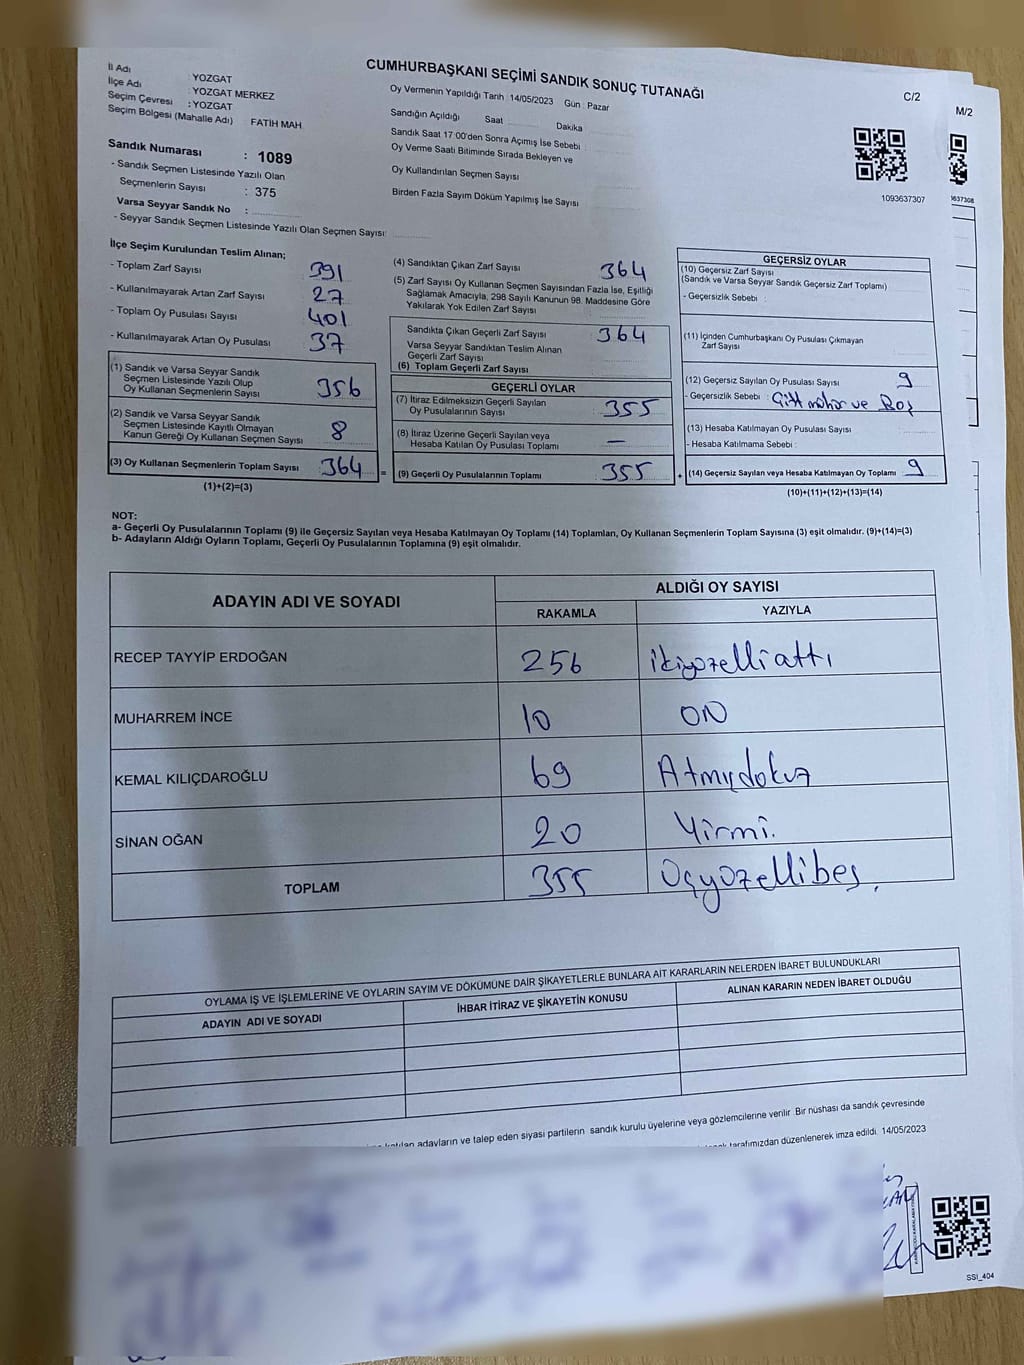 CUMHURBAŞKANI SEÇİMİ SANDIK SONUÇ TUTANAĞI
C/2
M/2
İl Adı : YOZGAT
İlçe Adı : YOZGAT MERKEZ
Seçim Çevresi : YOZGAT
Seçim Bölgesi (Mahalle Adı) FATİH MAH
Oy Vermenin Yapıldığı Tarih : 14/05/2023 Gün : Pazar
Sandığın Açıldığı Saat Dakika
Sandık Saat 17:00'den Sonra Açımış İse Sebebi :
Oy Verme Saati Bitiminde Sırada Bekleyen ve
Oy Kullandırılan Seçmen Sayısı
Birden Fazla Sayım Döküm Yapılmış İse Sayısı
1093637307
Sandık Numarası : 1089
- Sandık Seçmen Listesinde Yazılı Olan
Seçmenlerin Sayısı : 375
Varsa Seyyar Sandık No :
- Seyyar Sandık Seçmen Listesinde Yazılı Olan Seçmen Sayısı:
İlçe Seçim Kurulundan Teslim Alınan;
- Toplam Zarf Sayısı 391
- Kullanılmayarak Artan Zarf Sayısı 27
- Toplam Oy Pusulası Sayısı 401
- Kullanılmayarak Artan Oy Pusulası 37
(1) Sandık ve Varsa Seyyar Sandık
Seçmen Listesinde Yazılı Olup
Oy Kullanan Seçmenlerin Sayısı 356
(2) Sandık ve Varsa Seyyar Sandık
Seçmen Listesinde Kayıtlı Olmayan
Kanun Gereği Oy Kullanan Seçmen Sayısı 8
(3) Oy Kullanan Seçmenlerin Toplam Sayısı 364
(1)+(2)=(3)
=
(4) Sandıktan Çıkan Zarf Sayısı 364
(5) Zarf Sayısı Oy Kullanan Seçmen Sayısından Fazla İse, Eşitliği
Sağlamak Amacıyla, 298 Sayılı Kanunun 98. Maddesine Göre
Yakılarak Yok Edilen Zarf Sayısı
Sandıkta Çıkan Geçerli Zarf Sayısı 364
Varsa Seyyar Sandıktan Teslim Alınan
Geçerli Zarf Sayısı
(6) Toplam Geçerli Zarf Sayısı
GEÇERLİ OYLAR
(7) İtiraz Edilmeksizin Geçerli Sayılan
Oy Pusulalarının Sayısı 355
(8) İtiraz Üzerine Geçerli Sayılan veya
Hesaba Katılan Oy Pusulası Toplamı —
(9) Geçerli Oy Pusulalarının Toplamı 355
+
GEÇERSİZ OYLAR
(10) Geçersiz Zarf Sayısı
(Sandık ve Varsa Seyyar Sandık Geçersiz Zarf Toplamı)
- Geçersizlik Sebebi :
(11) İçinden Cumhurbaşkanı Oy Pusulası Çıkmayan
Zarf Sayısı
(12) Geçersiz Sayılan Oy Pusulası Sayısı 9
- Geçersizlik Sebebi : Çift mühür ve Boş
(13) Hesaba Katılmayan Oy Pusulası Sayısı
- Hesaba Katılmama Sebebi :
(14) Geçersiz Sayılan veya Hesaba Katılmayan Oy Toplamı 9
(10)+(11)+(12)+(13)=(14)
NOT:
a- Geçerli Oy Pusulalarının Toplamı (9) ile Geçersiz Sayılan veya Hesaba Katılmayan Oy Toplamı (14) Toplamları, Oy Kullanan Seçmenlerin Toplam Sayısına (3) eşit olmalıdır. (9)+(14)=(3)
b- Adayların Aldığı Oyların Toplamı, Geçerli Oy Pusulalarının Toplamına (9) eşit olmalıdır.
ADAYIN ADI VE SOYADI
ALDIĞI OY SAYISI
RAKAMLA YAZIYLA
RECEP TAYYİP ERDOĞAN 256 ikiyüzelliattı
MUHARREM İNCE 10 ON
KEMAL KILIÇDAROĞLU 69 Atmışdokuz
SİNAN OĞAN 20 Yirmi.
TOPLAM 355 Üçyüzellibeş.
OYLAMA İŞ VE İŞLEMLERİNE VE OYLARIN SAYIM VE DÖKÜMÜNE DAİR ŞİKAYETLERLE BUNLARA AİT KARARLARIN NELERDEN İBARET BULUNDUKLARI
ADAYIN ADI VE SOYADI İHBAR İTİRAZ VE ŞİKAYETİN KONUSU ALINAN KARARIN NEDEN İBARET OLDUĞU
adayların ve talep eden siyasi partilerin sandık kurulu üyelerine veya gözlemcilerine verilir. Bir nüshası da sandık çevresinde
tarafımızdan düzenlenerek imza edildi. 14/05/2023
SSI_404